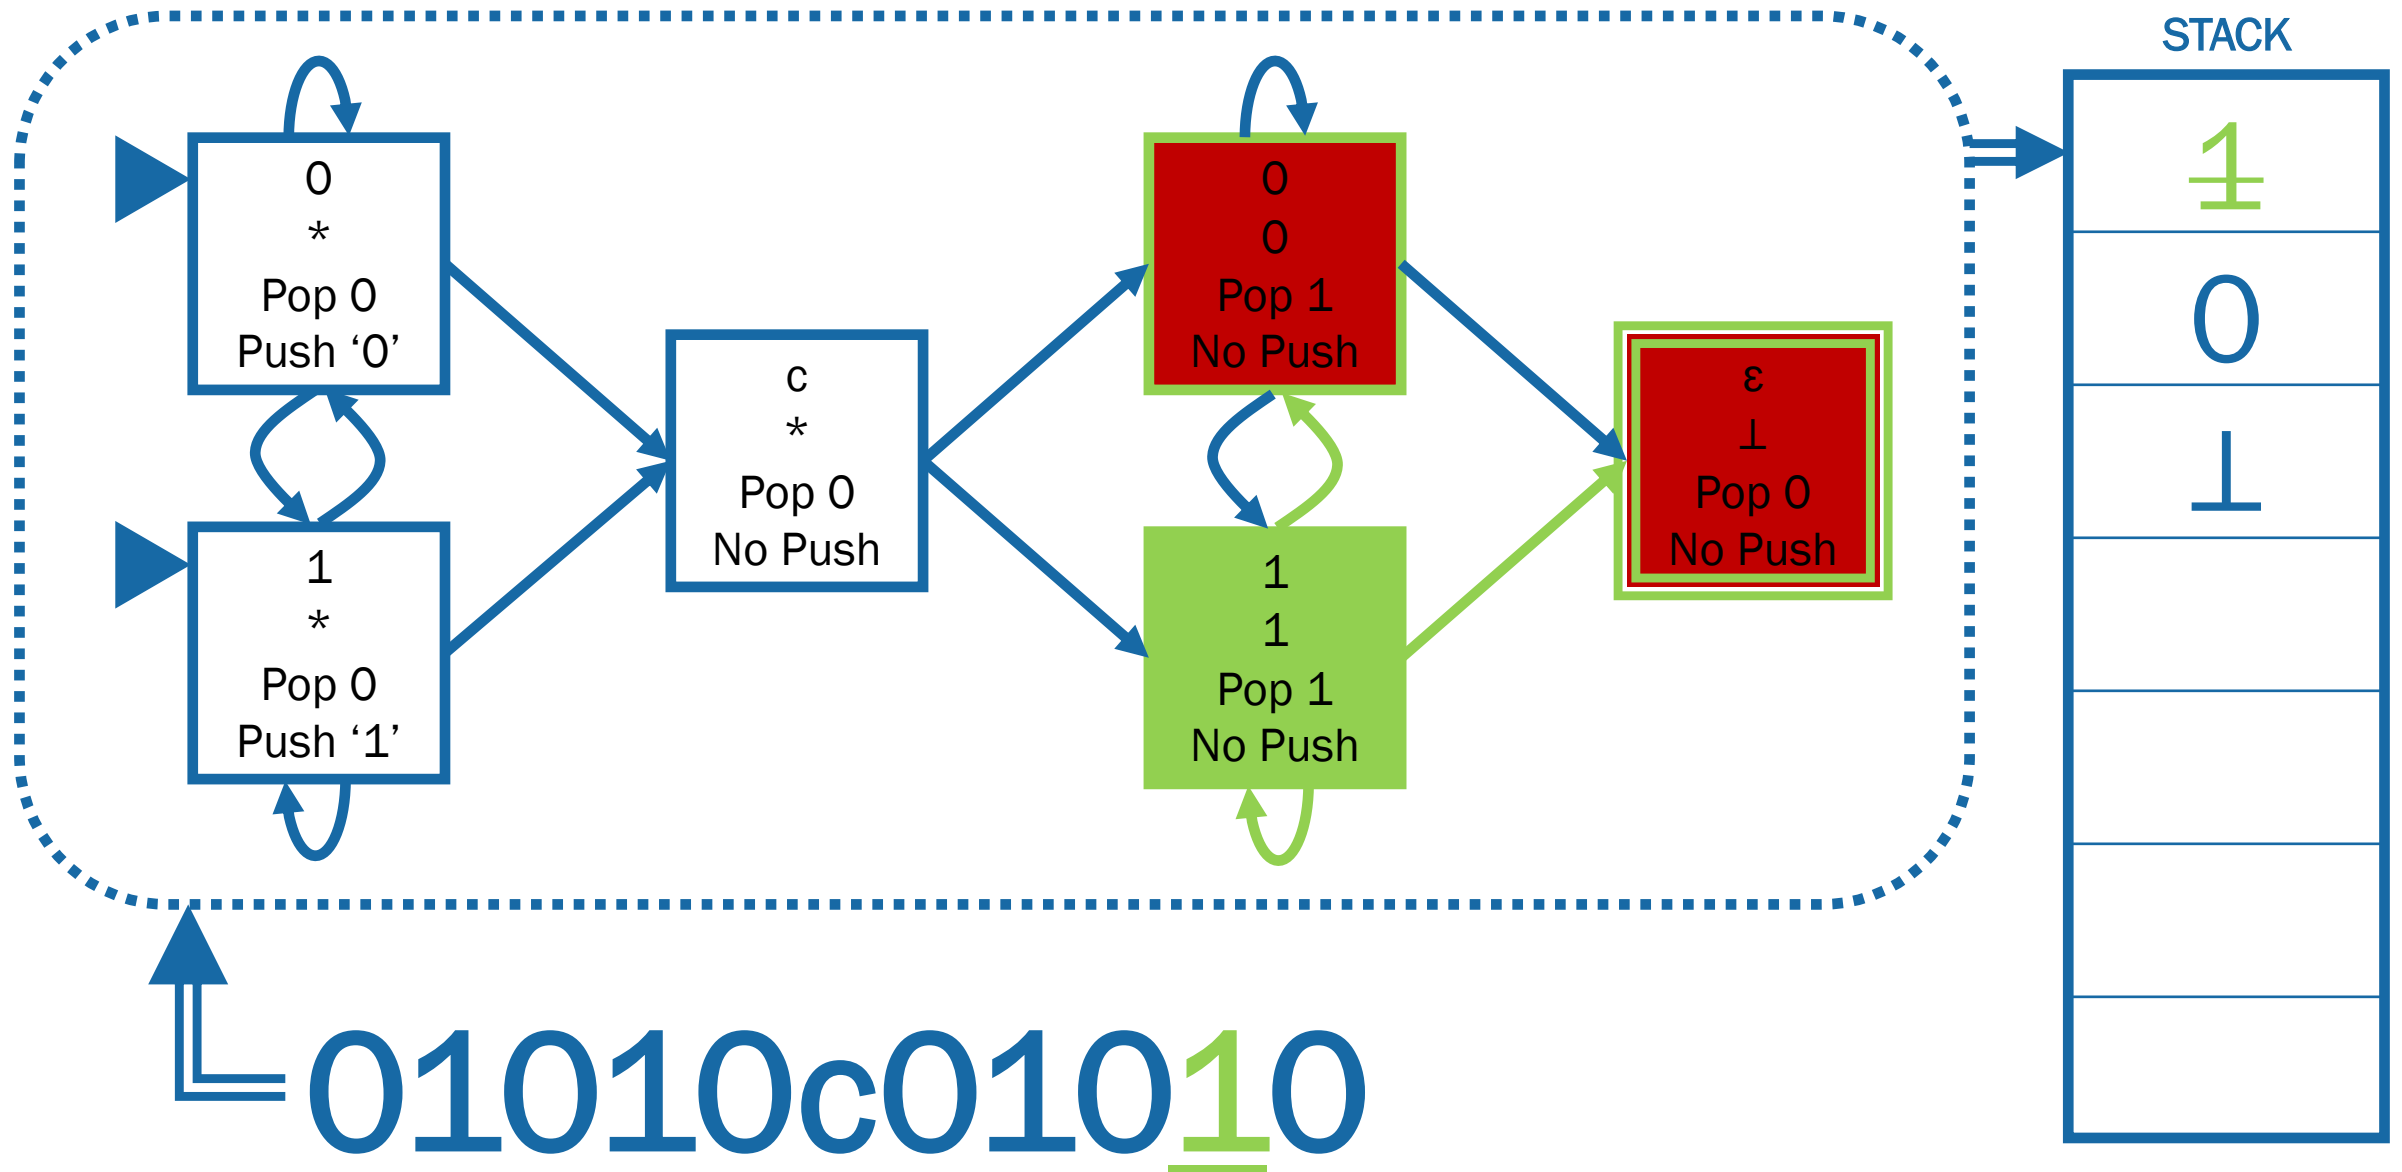 STACK
0
*
Pop 0
Push ‘0’
1
*
Pop 0
Push ‘1’
c
*
Pop 0
No Push
0
0
Pop 1
No Push
1
1
Pop 1
No Push
ε
⊥
Pop 0
No Push
1
0
⊥
01010c01010